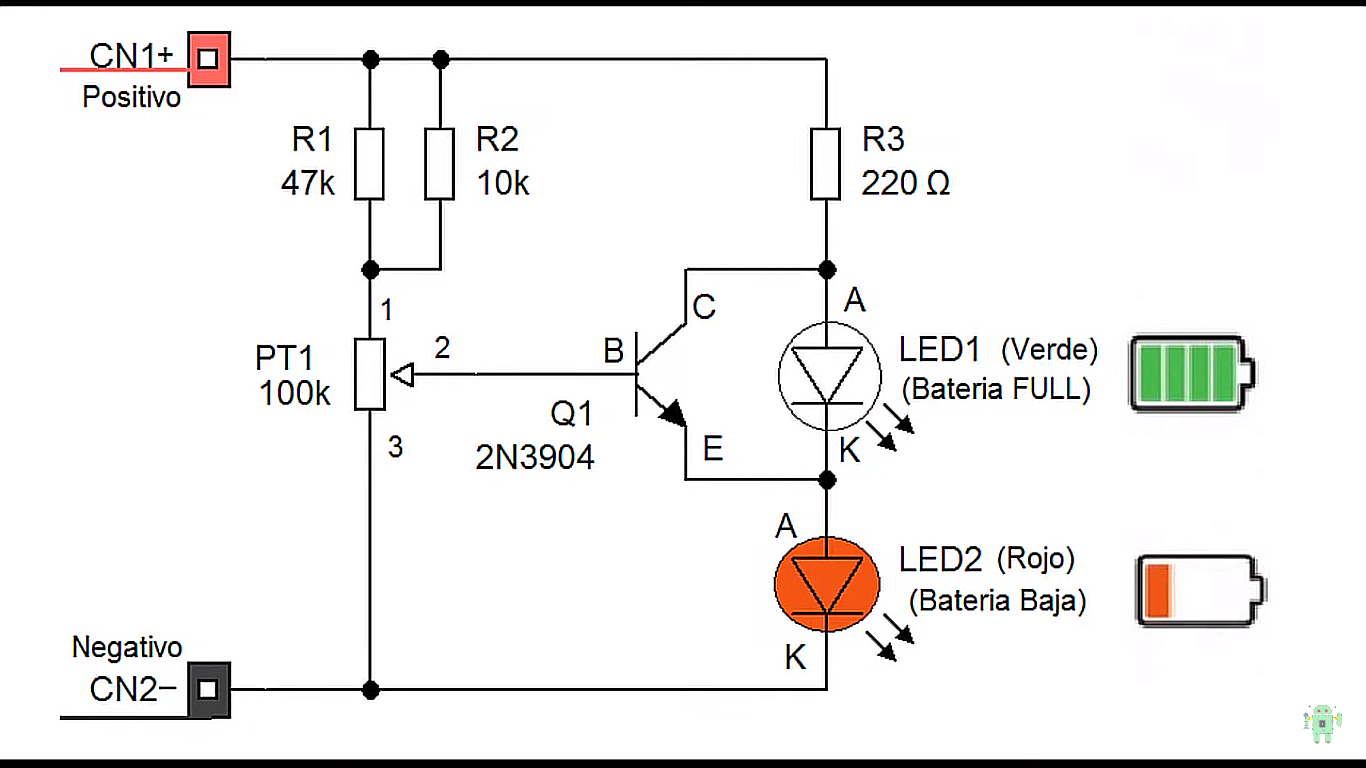 CN1+
Positivo
R1
47k
R2
10k
R3
220 Ω
1
PT1
100k
2
3
B
C
E
Q1
2N3904
A
K
LED1 (Verde)
(Bateria FULL)
A
K
LED2 (Rojo)
(Bateria Baja)
Negativo
CN2−